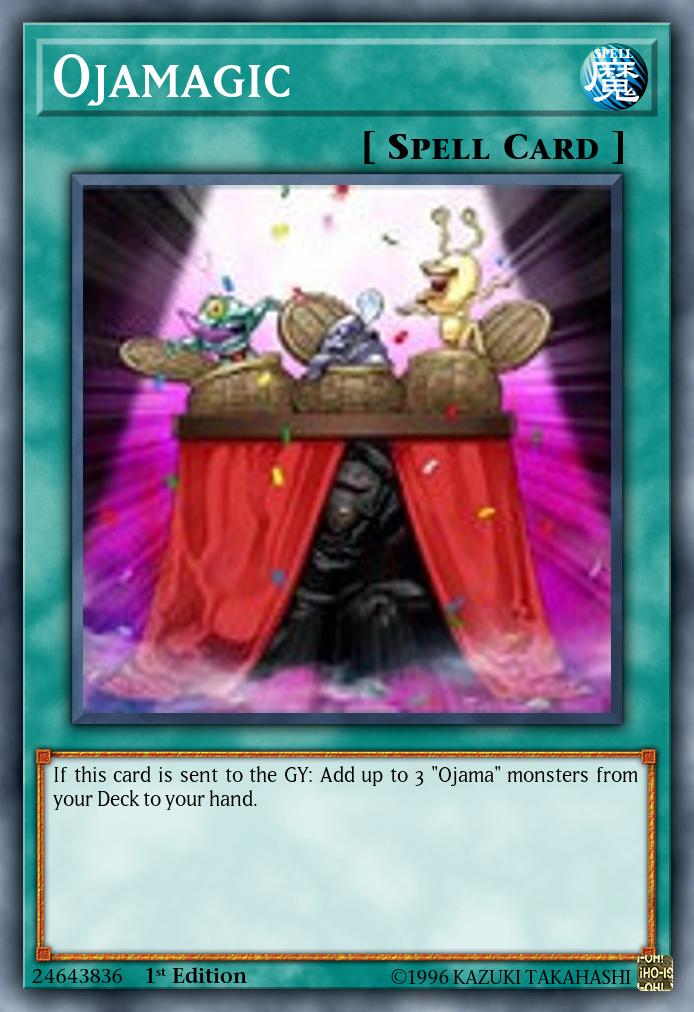 Ojamagic
SPELL
魔
[ Spell Card ]
If this card is sent to the GY: Add up to 3 "Ojama" monsters from
your Deck to your hand.
24643836 1st Edition ©1996 KAZUKI TAKAHASHI